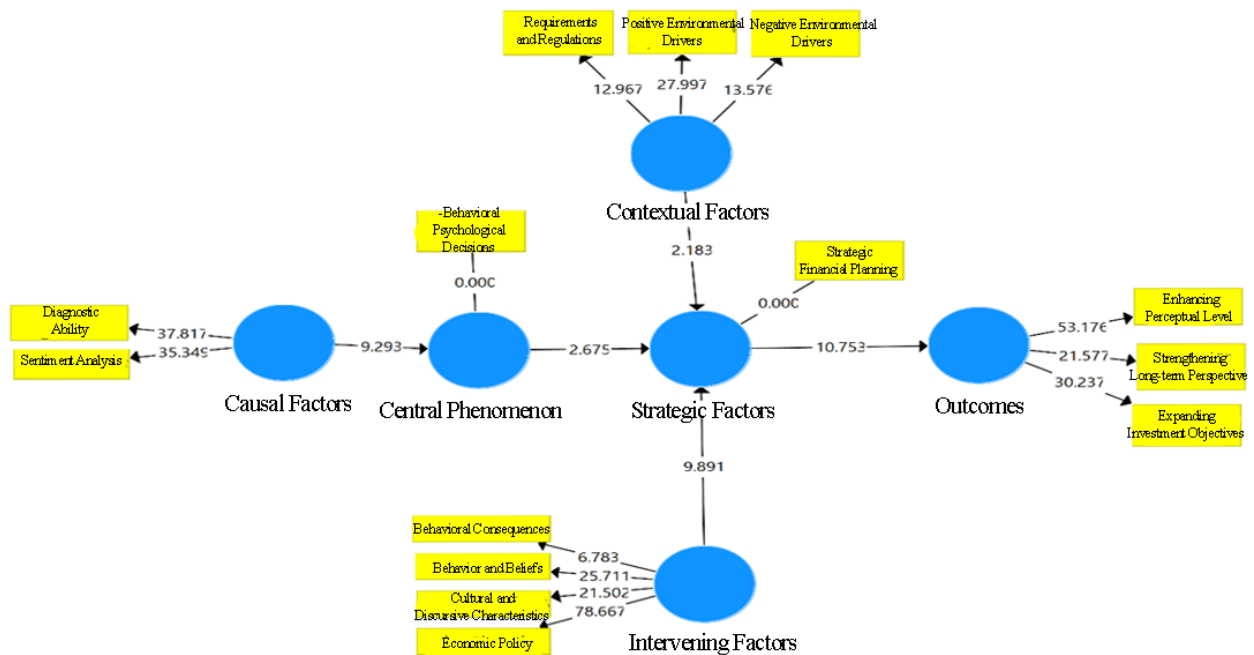 Requirements
and Regulations
Positive Environmental
Drivers
Negative Environmental
Drivers
12.967
27.997
13.576
Contextual Factors
-Behavioral
Psychological
Decisions
2.183
Strategic
Financial Planning
0.000
0.000
Diagnostic
Ability
Sentiment Analysis
37.817
35.349
9.293
2.675
10.753
53.176
21.577
30.237
Enhancing
Perceptual Level
Strengthening
Long-term Perspective
Expanding
Investment Objectives
Causal Factors
Central Phenomenon
Strategic Factors
Outcomes
9.891
Behavioral Consequences
Behavior and Beliefs
Cultural and
Discursive Characteristics
Economic Policy
6.783
25.711
21.502
78.667
Intervening Factors